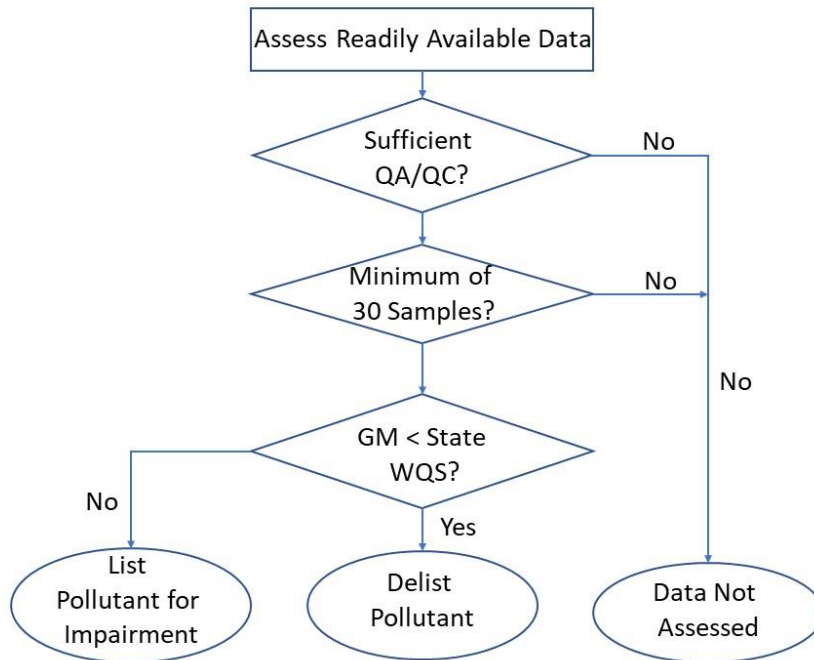 Assess Readily Available Data
Sufficient
QA/QC?
No
Minimum of
30 Samples?
No
No
GM < State
WQS?
No
Yes
List
Pollutant for
Impairment
Delist
Pollutant
Data Not
Assessed